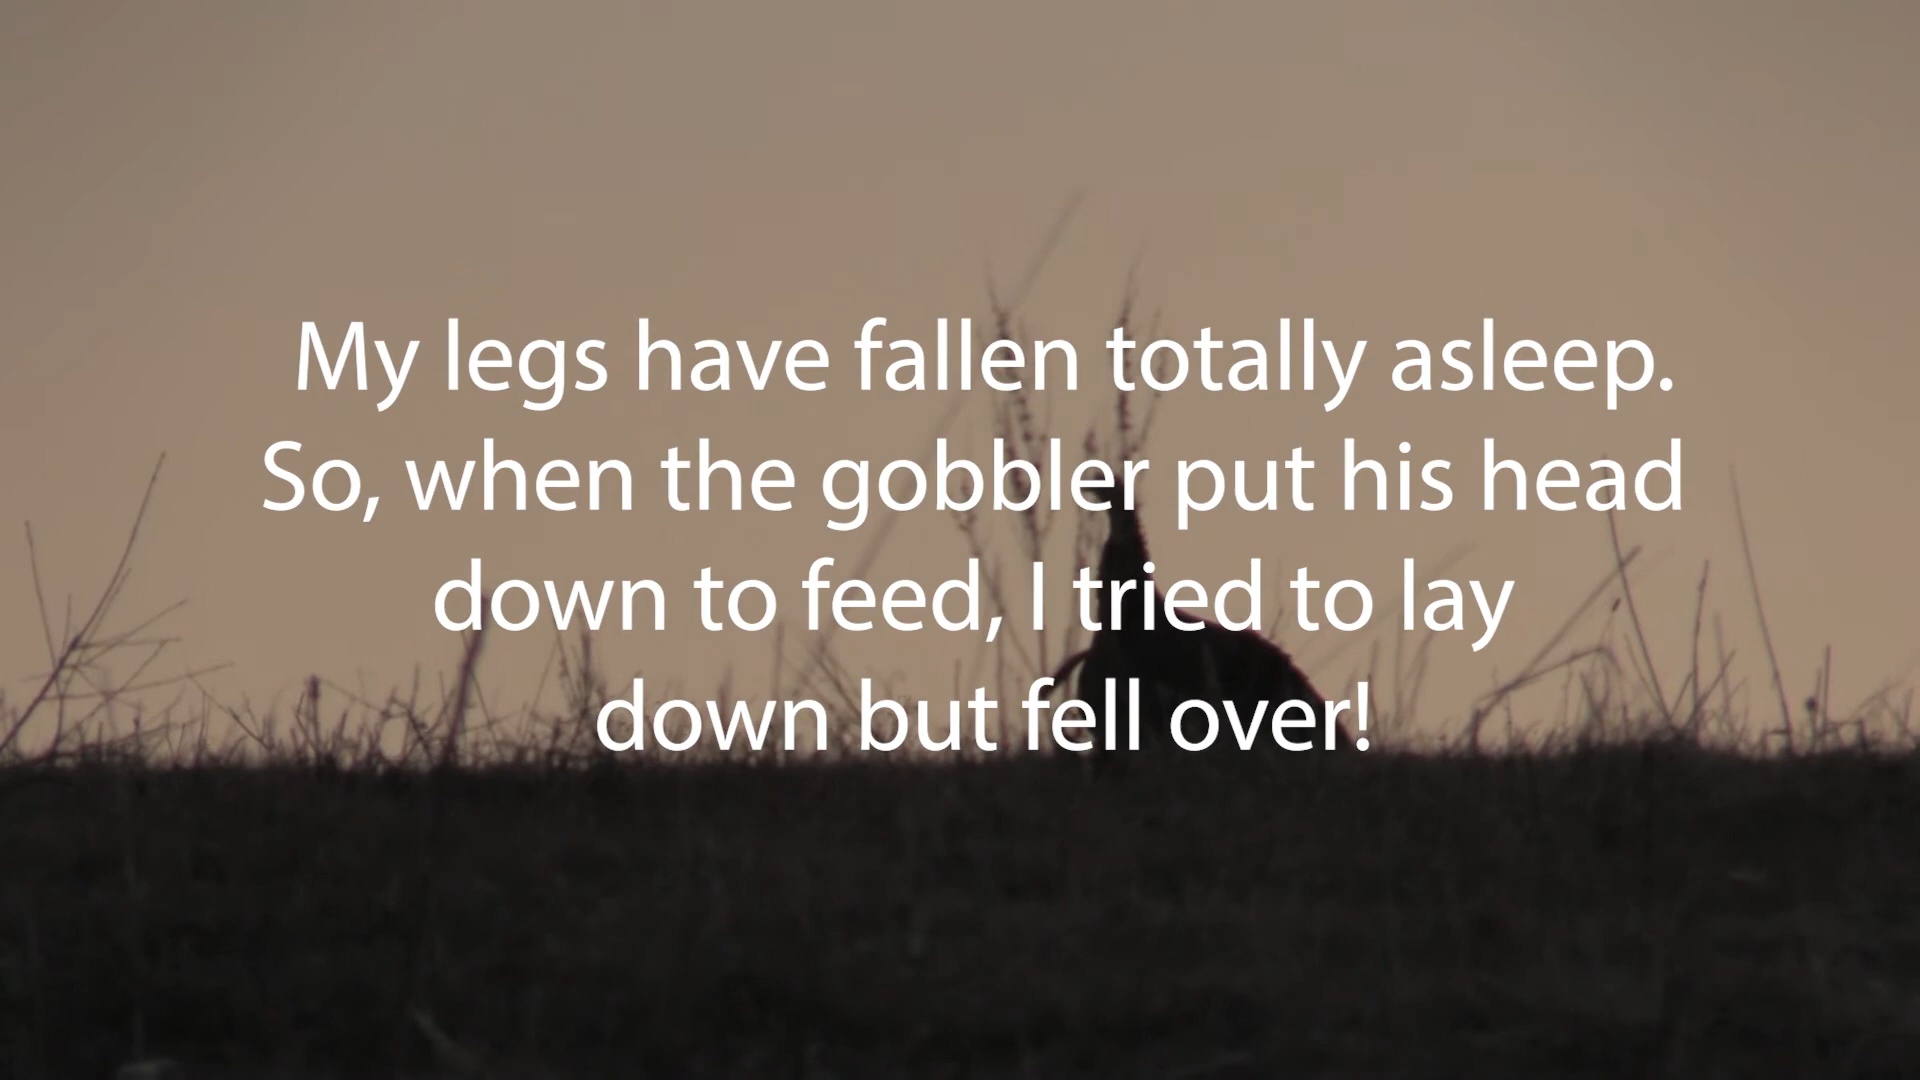 My legs have fallen totally asleep.
So, when the gobbler put his head
down to feed, I tried to lay
down but fell over!